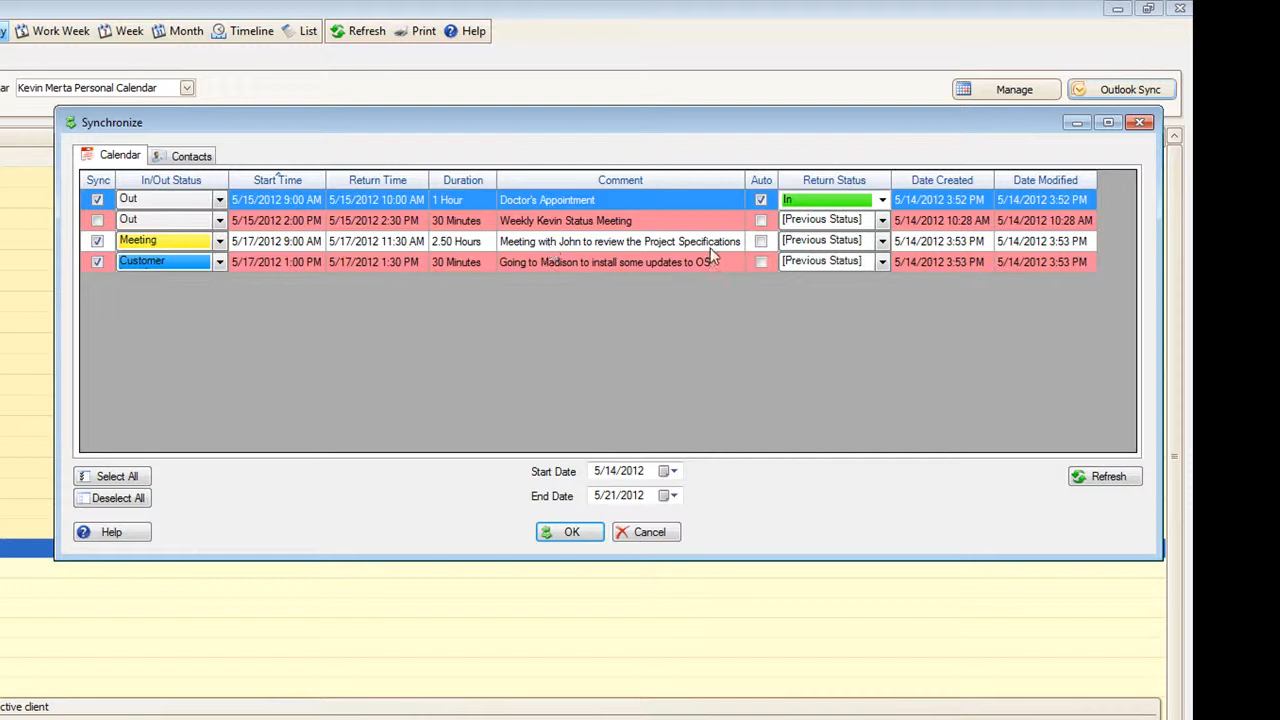 y Work Week Week Month Timeline List Refresh Print Help
ar Kevin Merta Personal Calendar Manage Outlook Sync
Synchronize
Calendar Contacts
Sync In/Out Status Start Time Return Time Duration Comment Auto Return Status Date Created Date Modified
Out 5/15/2012 9:00 AM 5/15/2012 10:00 AM 1 Hour Doctor's Appointment In 5/14/2012 3:52 PM 5/14/2012 3:52 PM
Out 5/15/2012 2:00 PM 5/15/2012 2:30 PM 30 Minutes Weekly Kevin Status Meeting [Previous Status] 5/14/2012 10:28 AM 5/14/2012 10:28 AM
Meeting 5/17/2012 9:00 AM 5/17/2012 11:30 AM 2.50 Hours Meeting with John to review the Project Specifications [Previous Status] 5/14/2012 3:53 PM 5/14/2012 3:53 PM
Customer 5/17/2012 1:00 PM 5/17/2012 1:30 PM 30 Minutes Going to Madison to install some updates to [Previous Status] 5/14/2012 3:53 PM 5/14/2012 3:53 PM
Select All Start Date 5/14/2012 Refresh
Deselect All End Date 5/21/2012
Help OK Cancel
ctive client